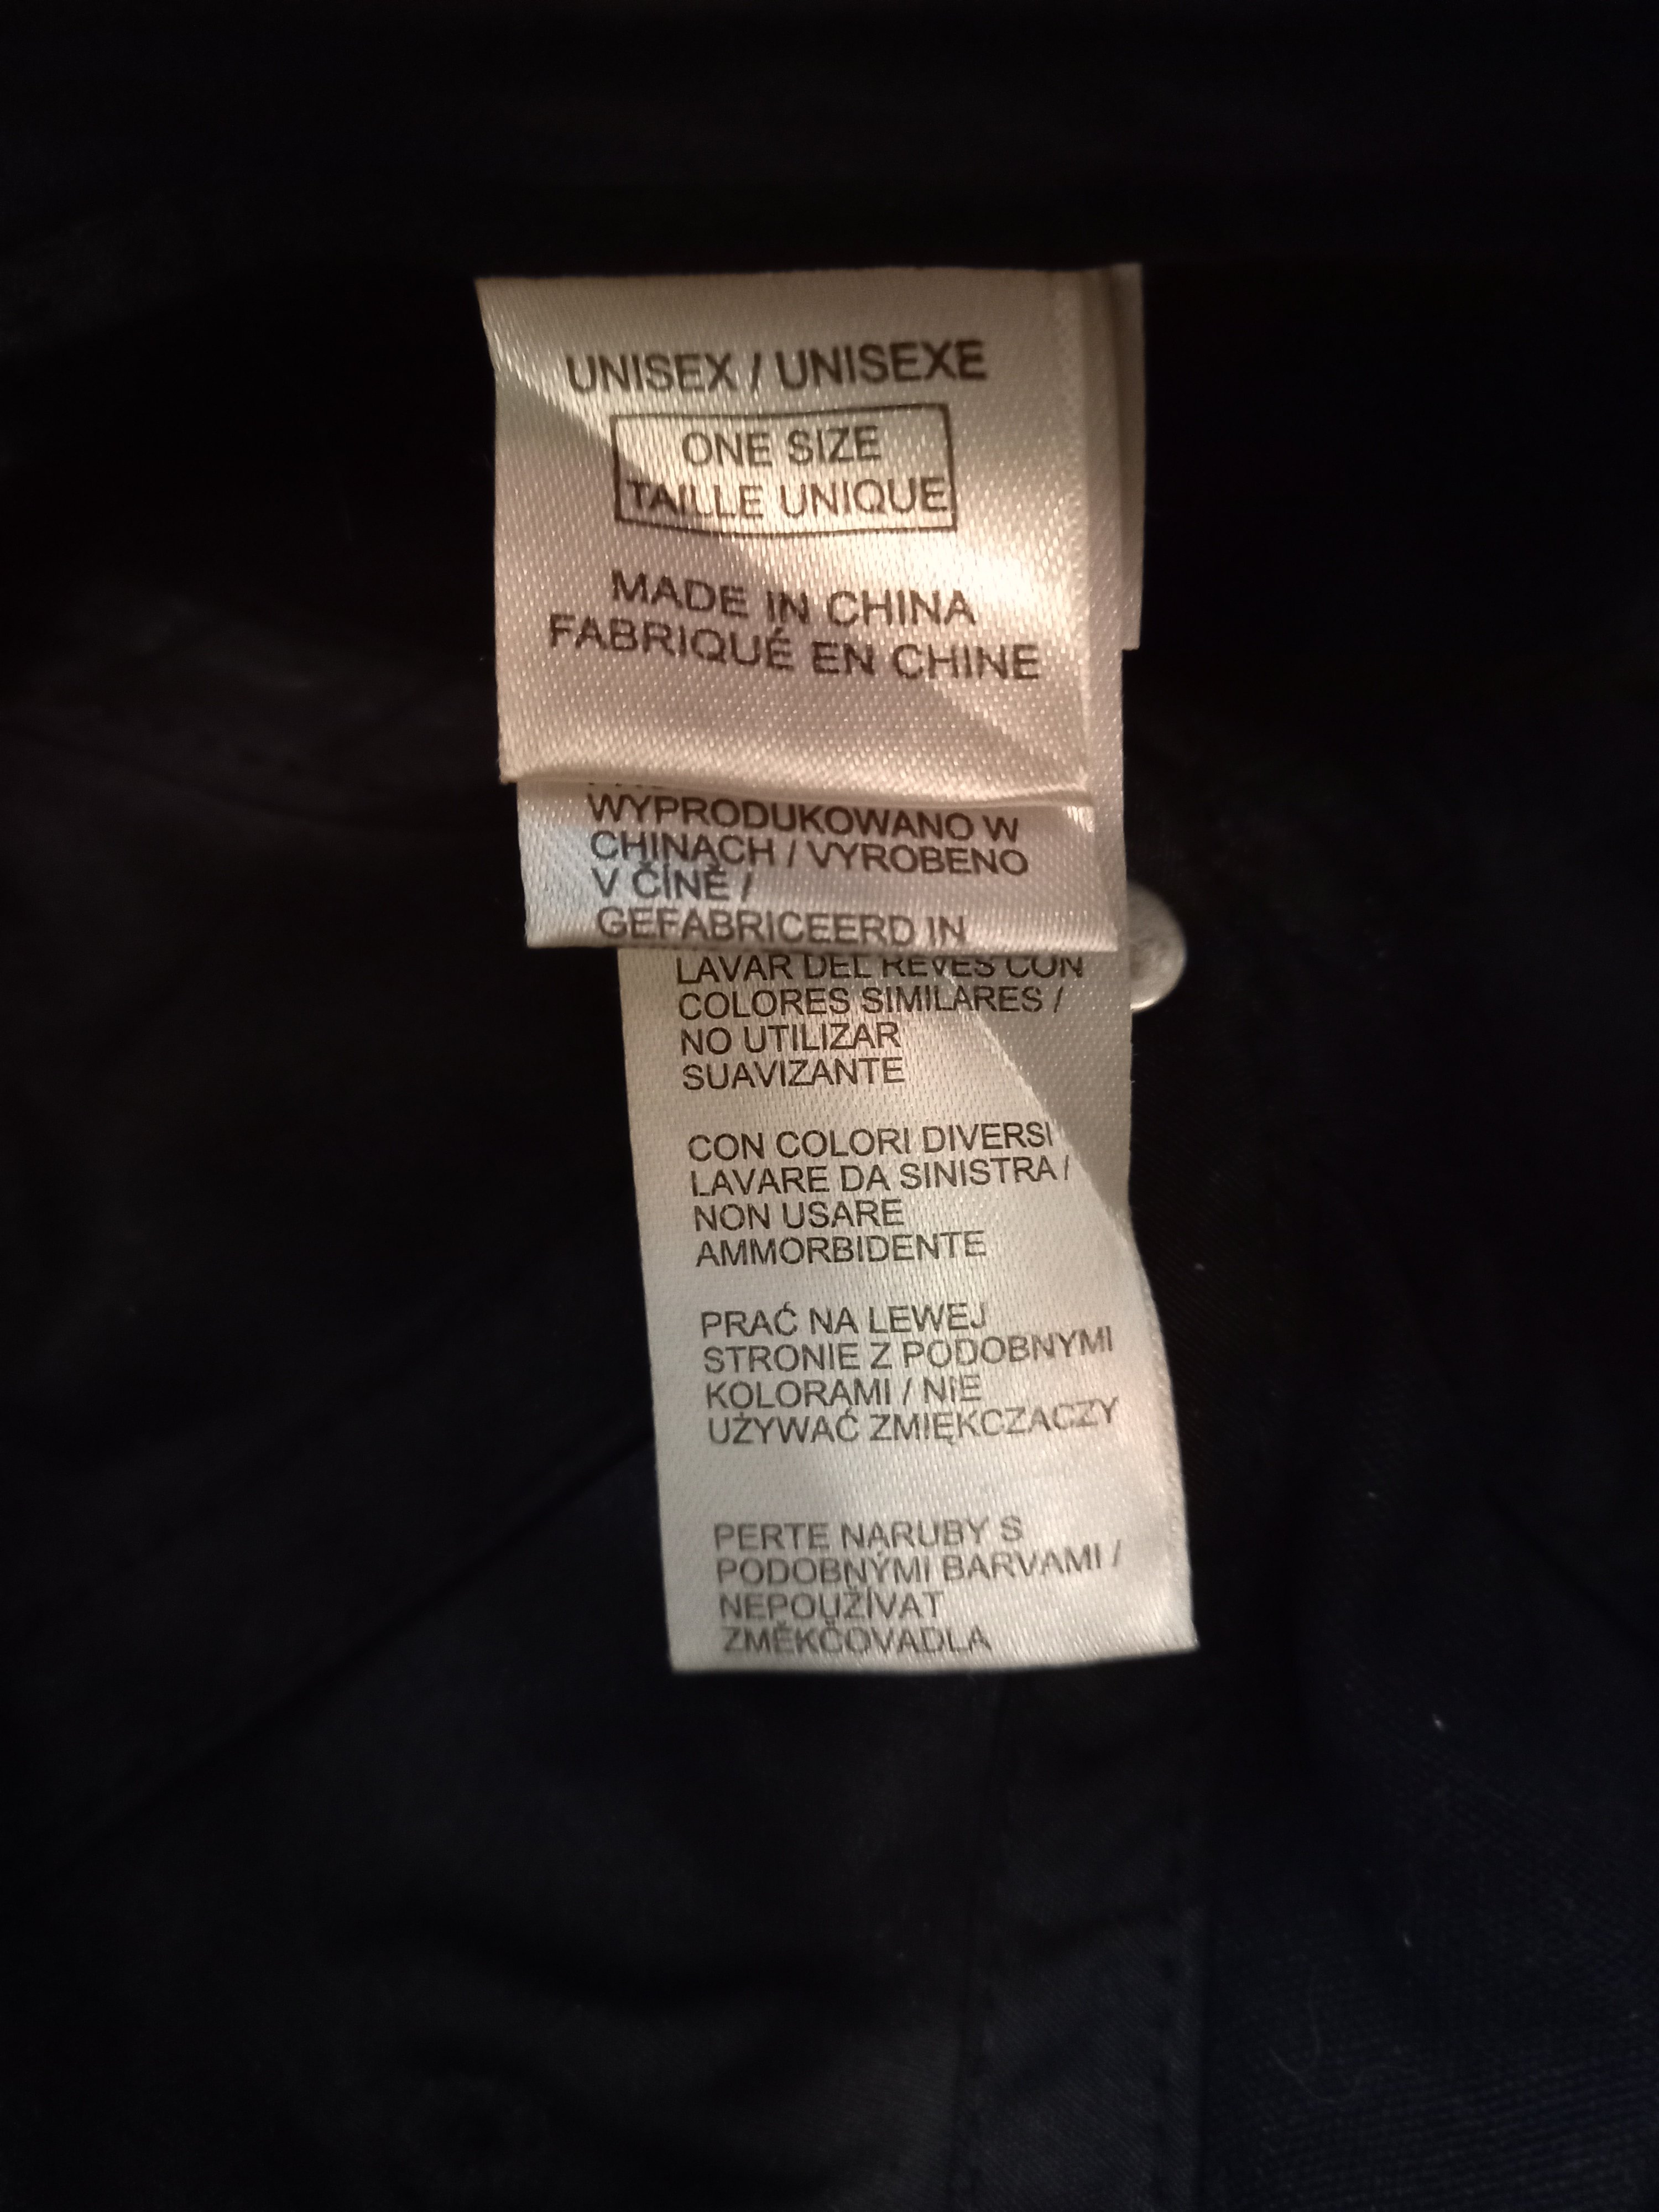 UNISEX / UNISEXE
ONE SIZE
TAILLE UNIQUE
MADE IN CHINA
FABRIQUÉ EN CHINE
WYPRODUKOWANO W
CHINACH / VYROBENO
V ČÍNĚ /
GEFABRICEERD IN
LAVAR DEL REVES CON
COLORES SIMILARES /
NO UTILIZAR
SUAVIZANTE
CON COLORI DIVERSI
LAVARE DA SINISTRA /
NON USARE
AMMORBIDENTE
PRAĆ NA LEWEJ
STRONIE Z PODOBNYMI
KOLORAMI / NIE
UŻYWAĆ ZMIĘKCZACZY
PERTE NARUBY S
PODOBNÝMI BARVAMI /
NEPOUŽÍVAT
ZMĚKČOVADLA